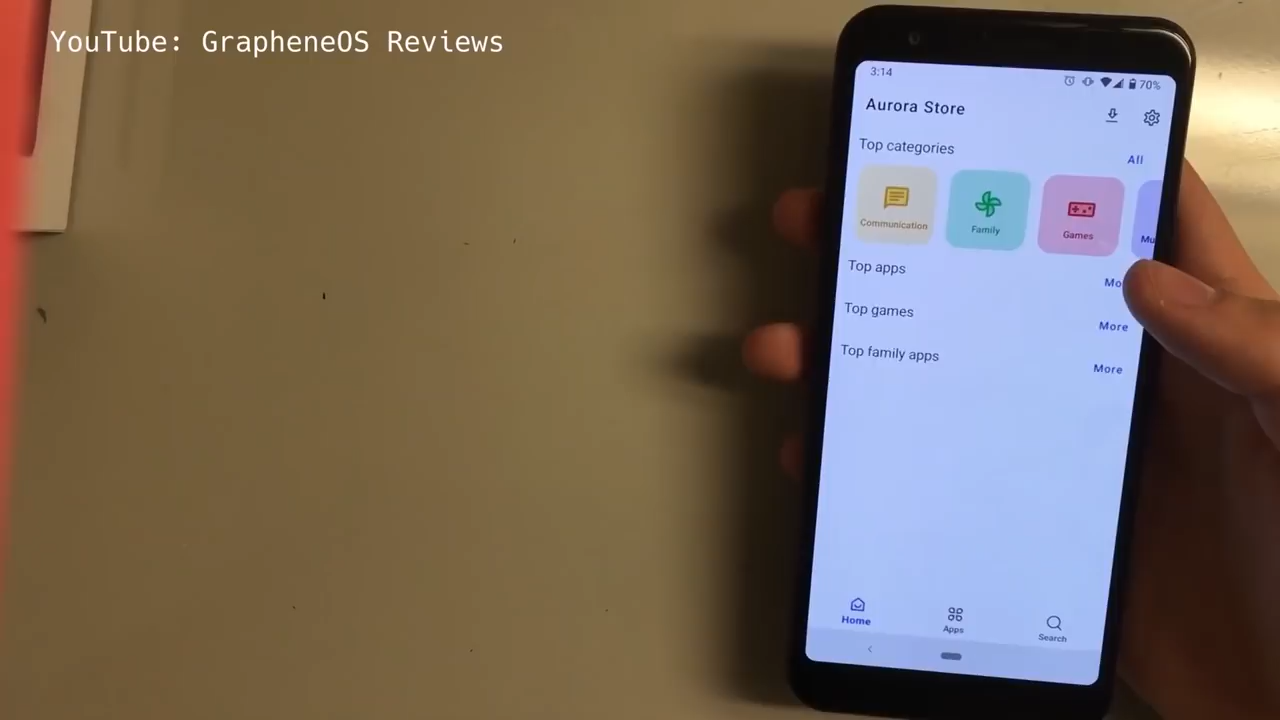 YouTube: GrapheneOS Reviews
3:14
70%
Aurora Store
Top categories
All
Communication
Family
Games
Mu
Top apps
Mo
Top games
More
Top family apps
More
Home
Apps
Search